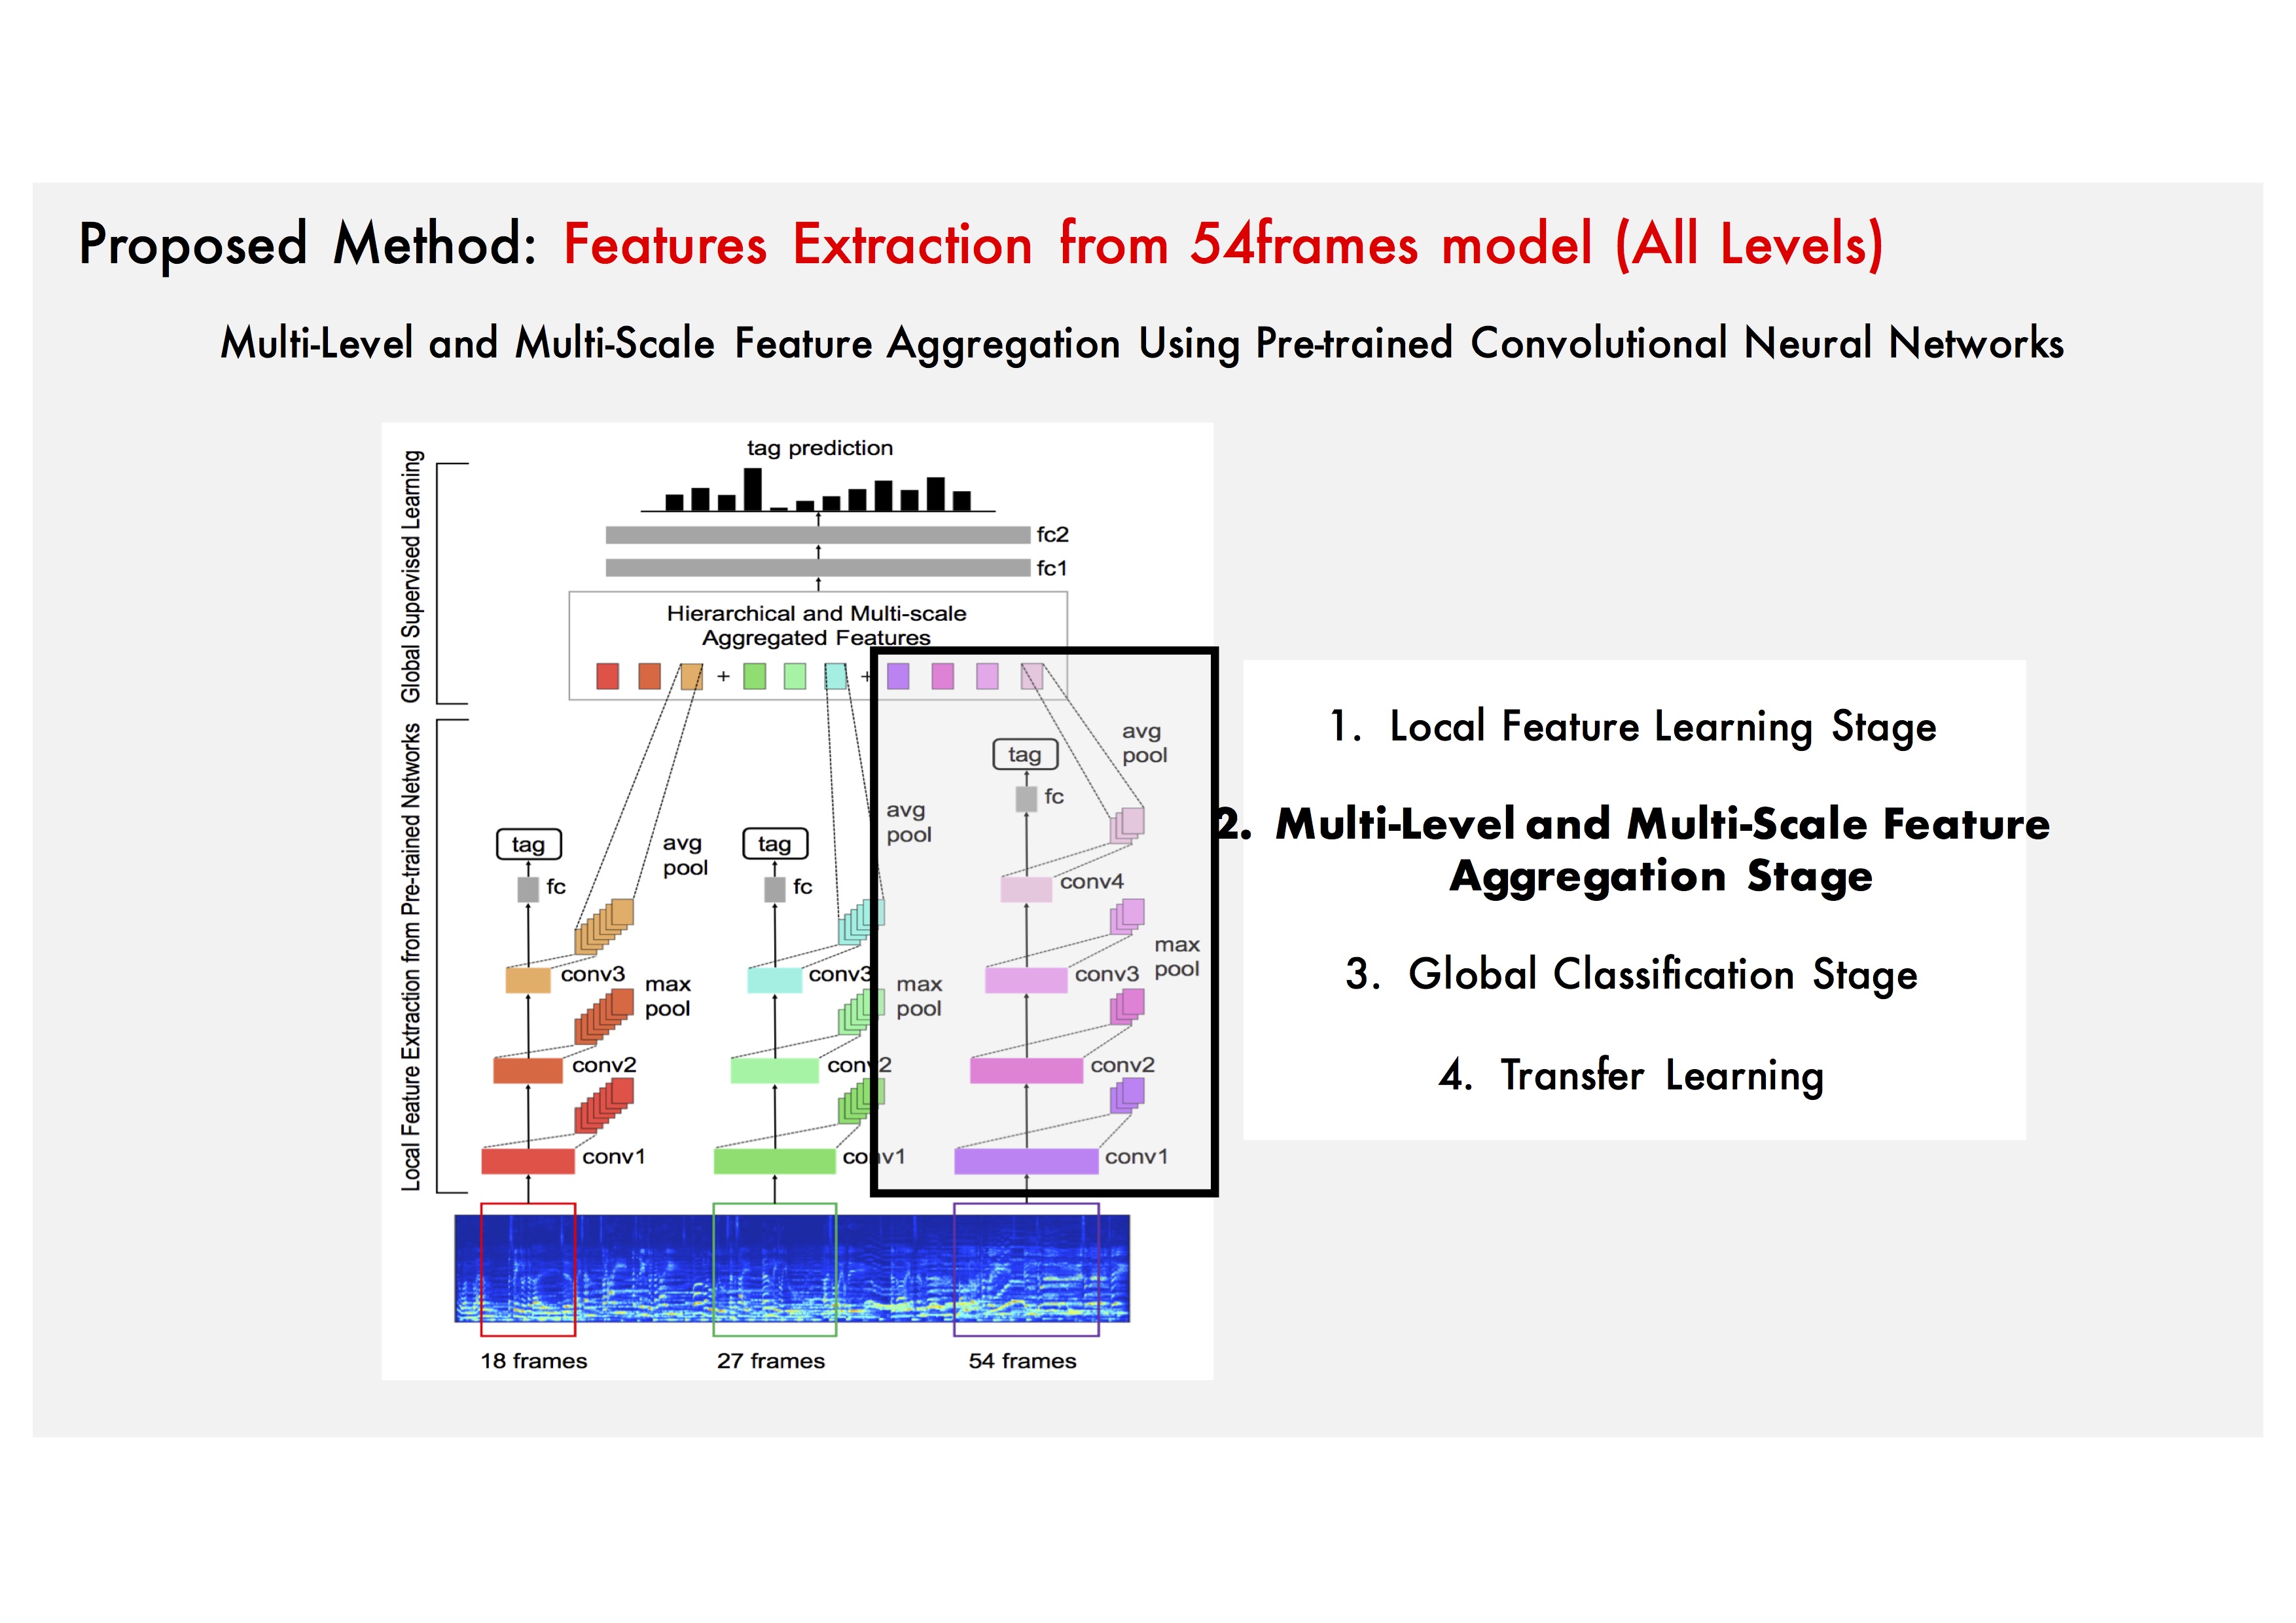 Proposed Method: Features Extraction from 54frames model (All Levels)
Multi-Level and Multi-Scale Feature Aggregation Using Pre-trained Convolutional Neural Networks
Global Supervised Learning
Local Feature Extraction from Pre-trained Networks
tag prediction
fc2
fc1
Hierarchical and Multi-scale
Aggregated Features
+ +
avg
pool
tag
fc
avg
pool
tag
fc
avg
pool
tag
fc
conv4
conv3
max
pool
conv3
max
pool
conv3
max
pool
conv2
conv2
conv2
conv1
conv1
conv1
18 frames
27 frames
54 frames
1. Local Feature Learning Stage
2. Multi-Level and Multi-Scale Feature
Aggregation Stage
3. Global Classification Stage
4. Transfer Learning